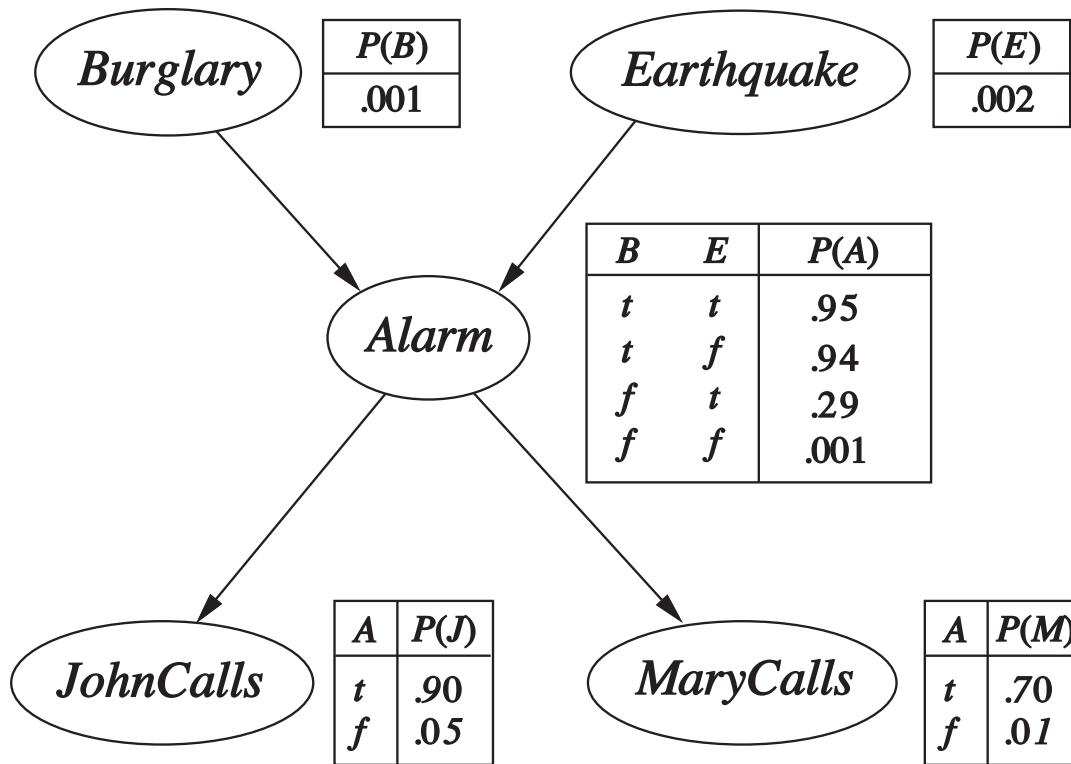 Burglary
P(B)
.001
Earthquake
P(E)
.002
B E P(A)
t t .95
t f .94
f t .29
f f .001
Alarm
JohnCalls
A P(J)
t .90
f .05
MaryCalls
A P(M)
t .70
f .01